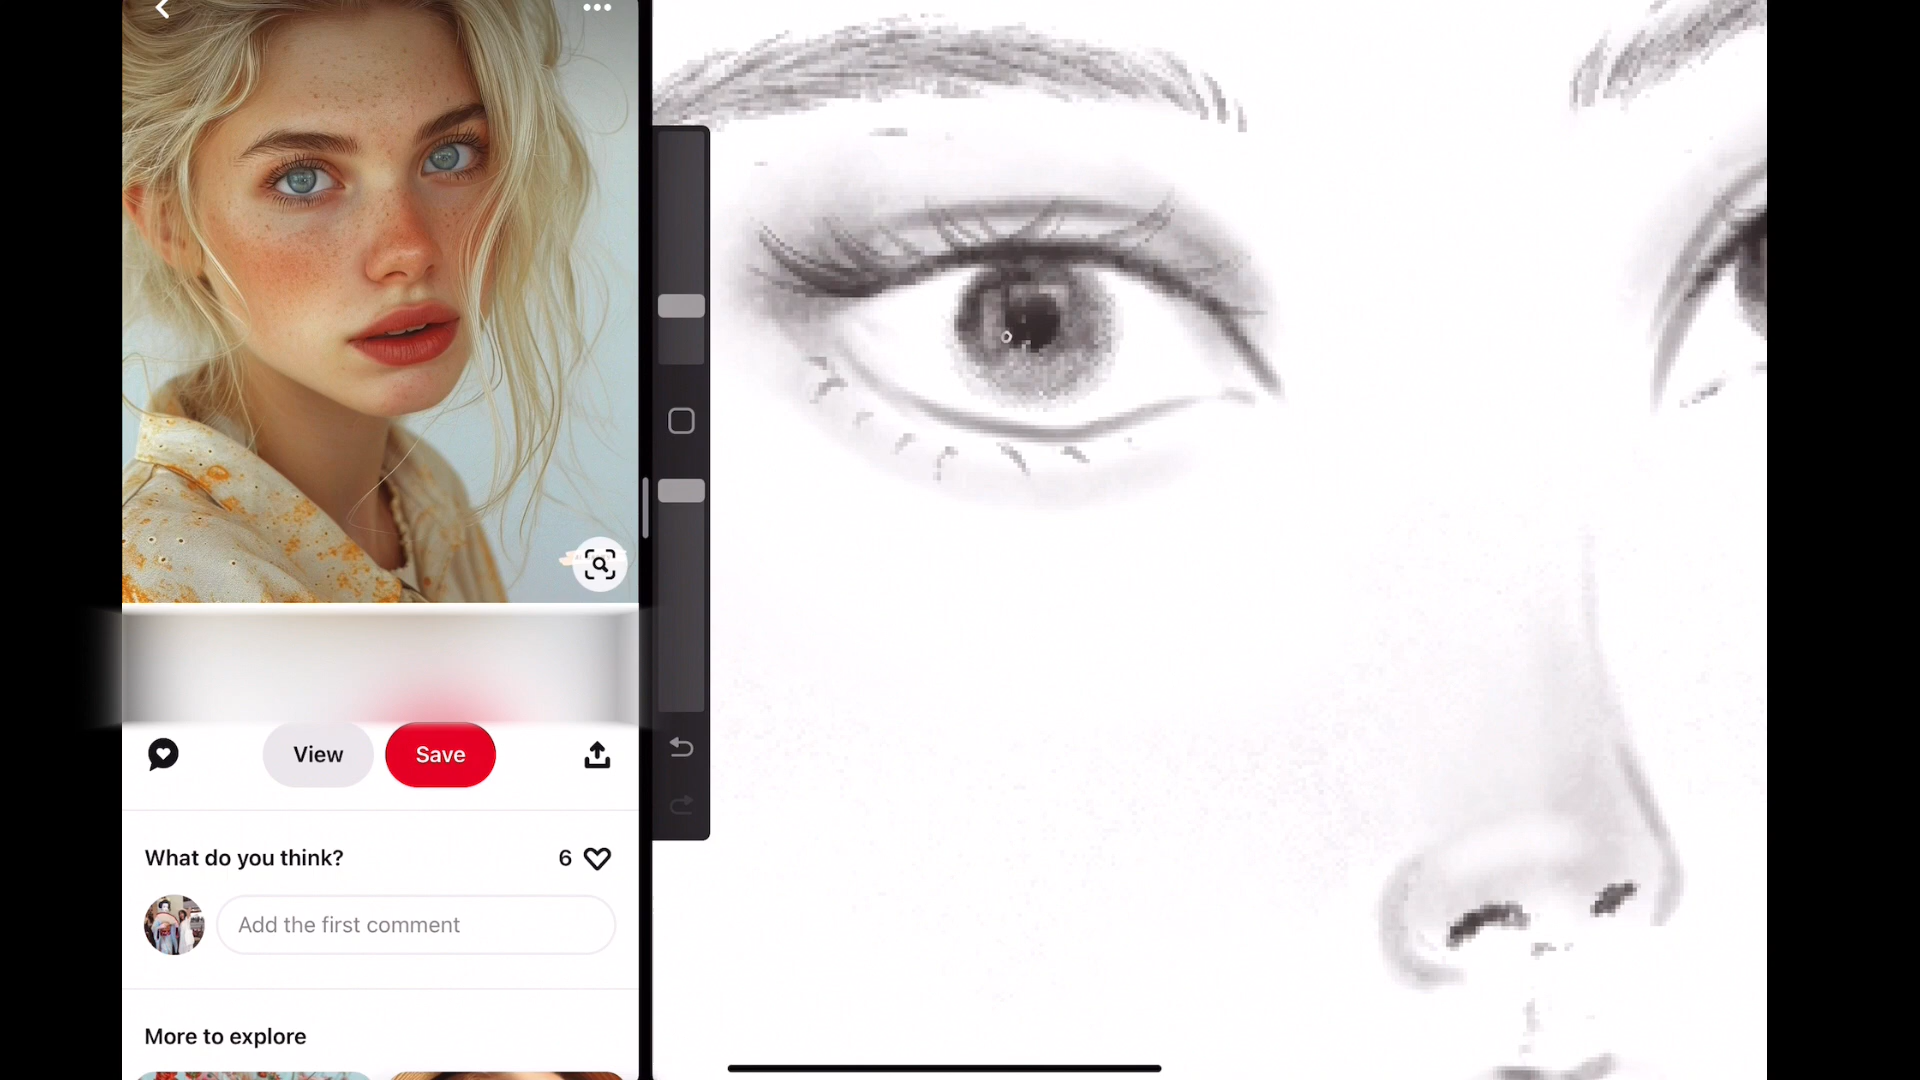 View
Save
What do you think?
6
Add the first comment
More to explore